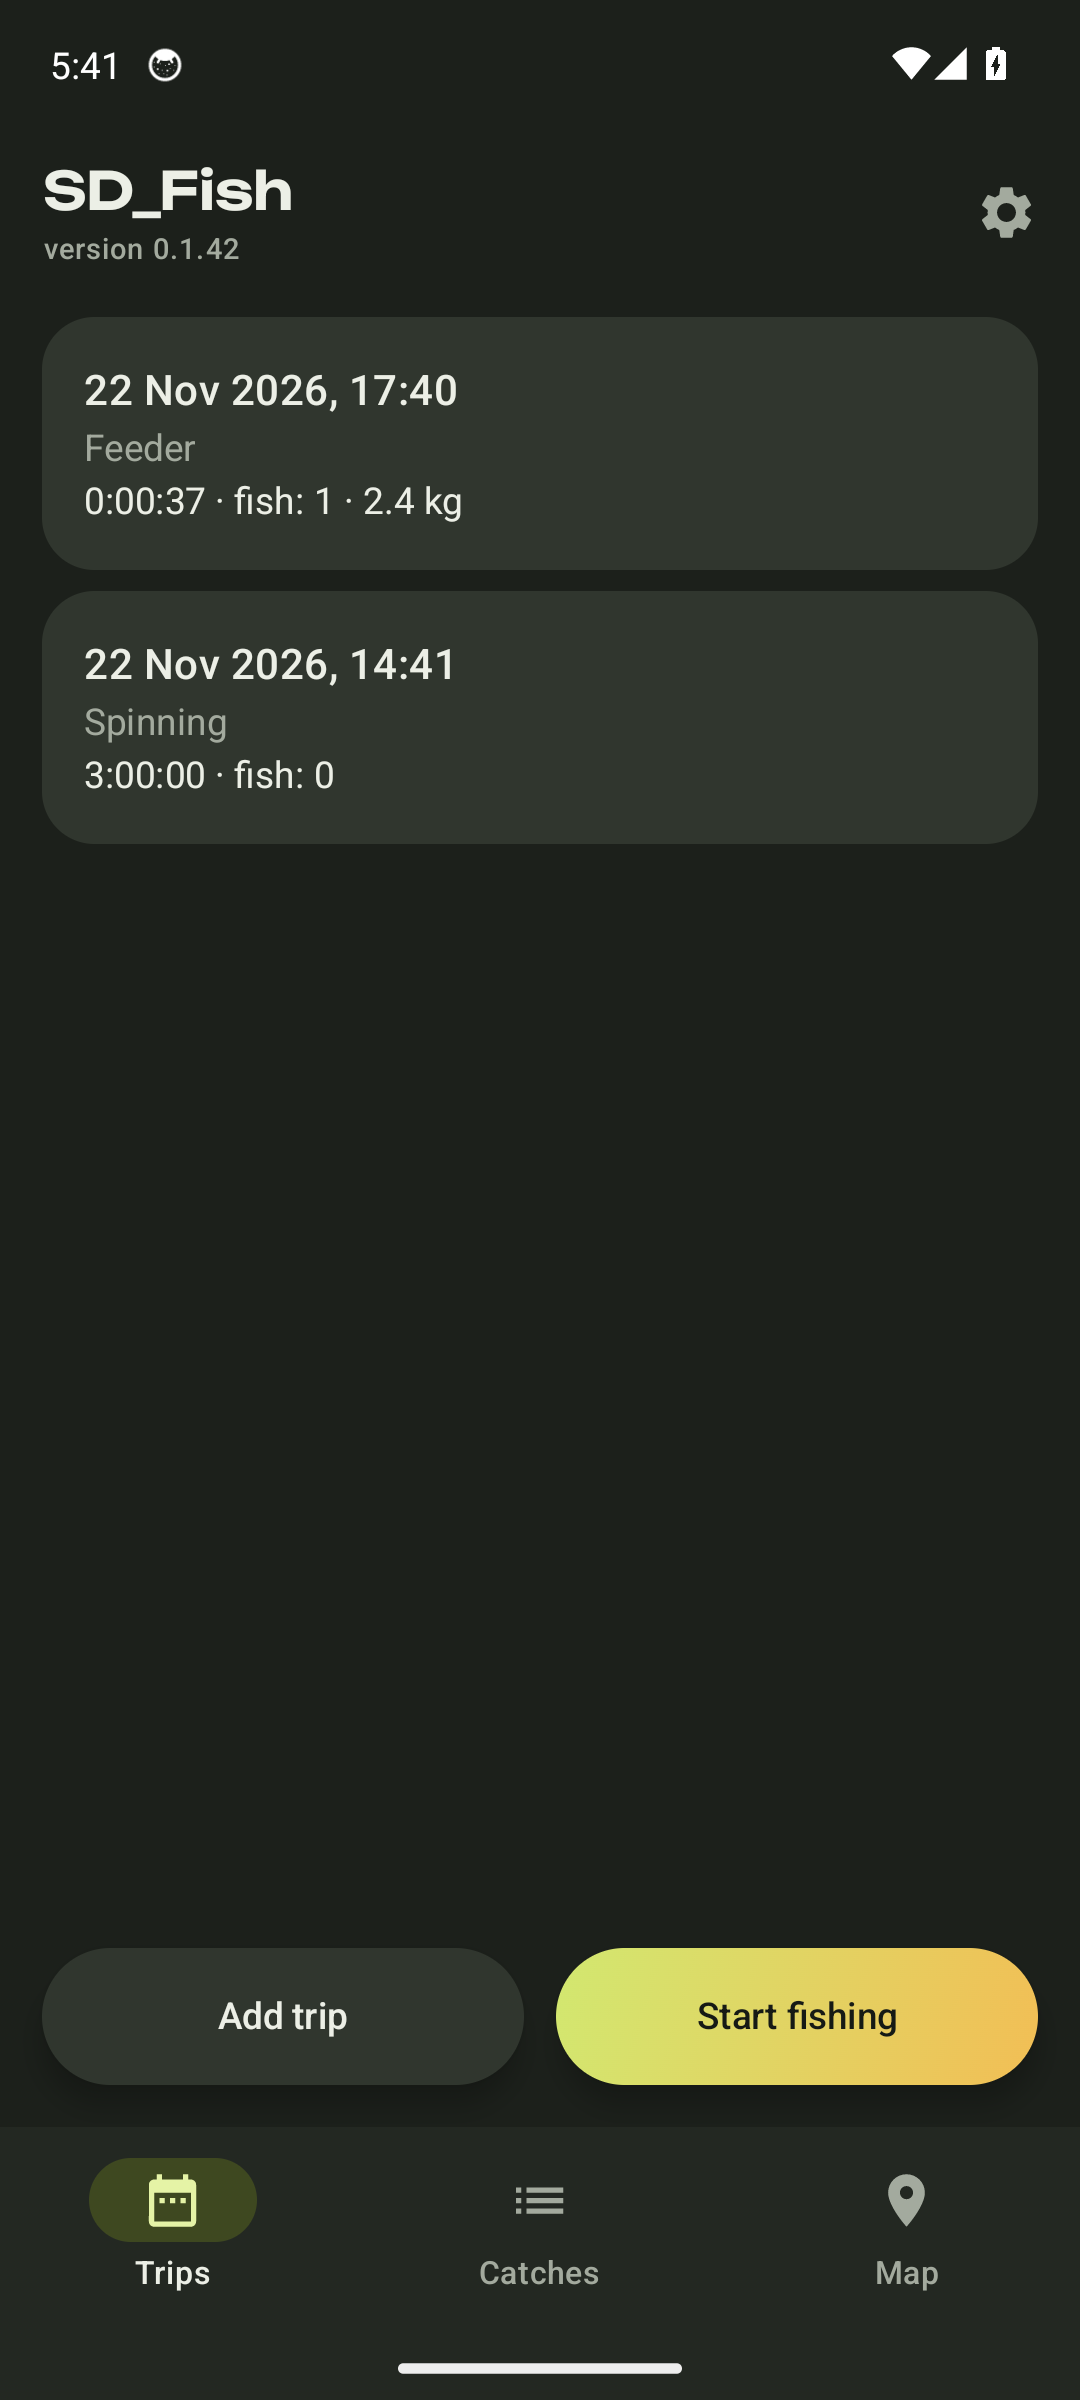 5:41
SD_Fish
version 0.1.42
22 Nov 2026, 17:40
Feeder
0:00:37 · fish: 1 · 2.4 kg
22 Nov 2026, 14:41
Spinning
3:00:00 · fish: 0
Add trip
Start fishing
Trips
Catches
Map